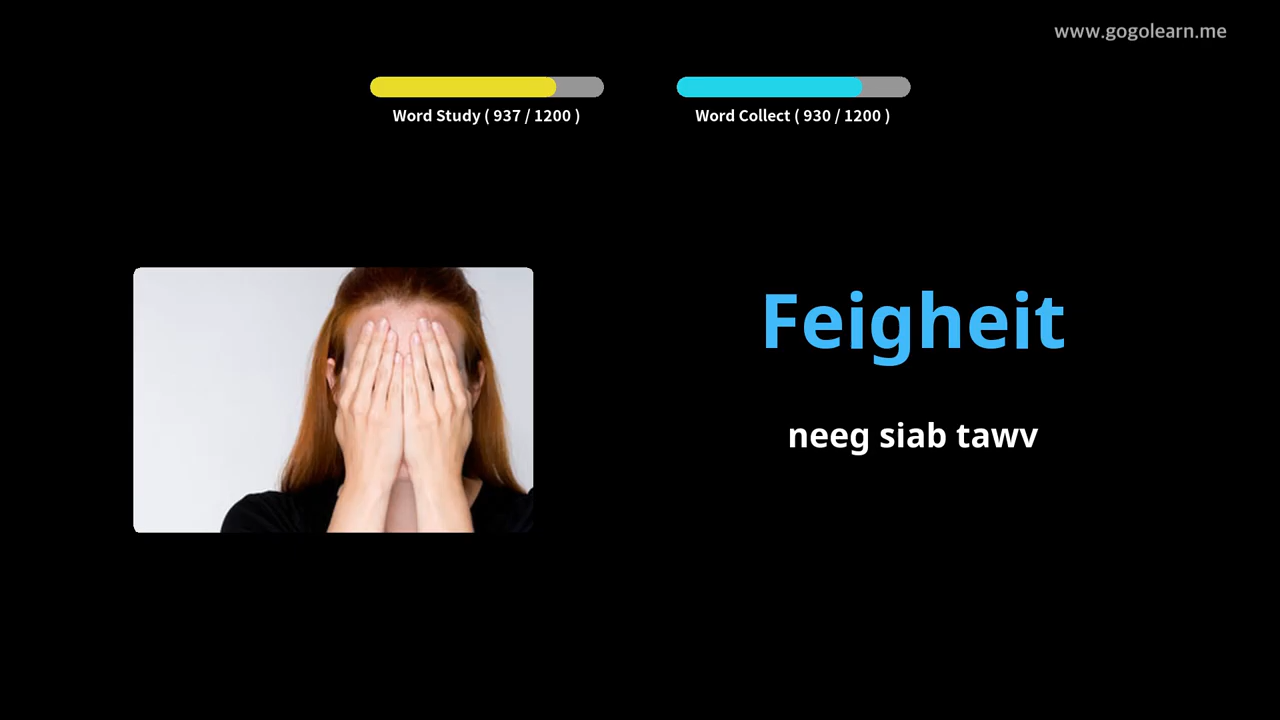 www.gogolearn.me
Word Study ( 937 / 1200 )
Word Collect ( 930 / 1200 )
Feigheit
neeg siab tawv